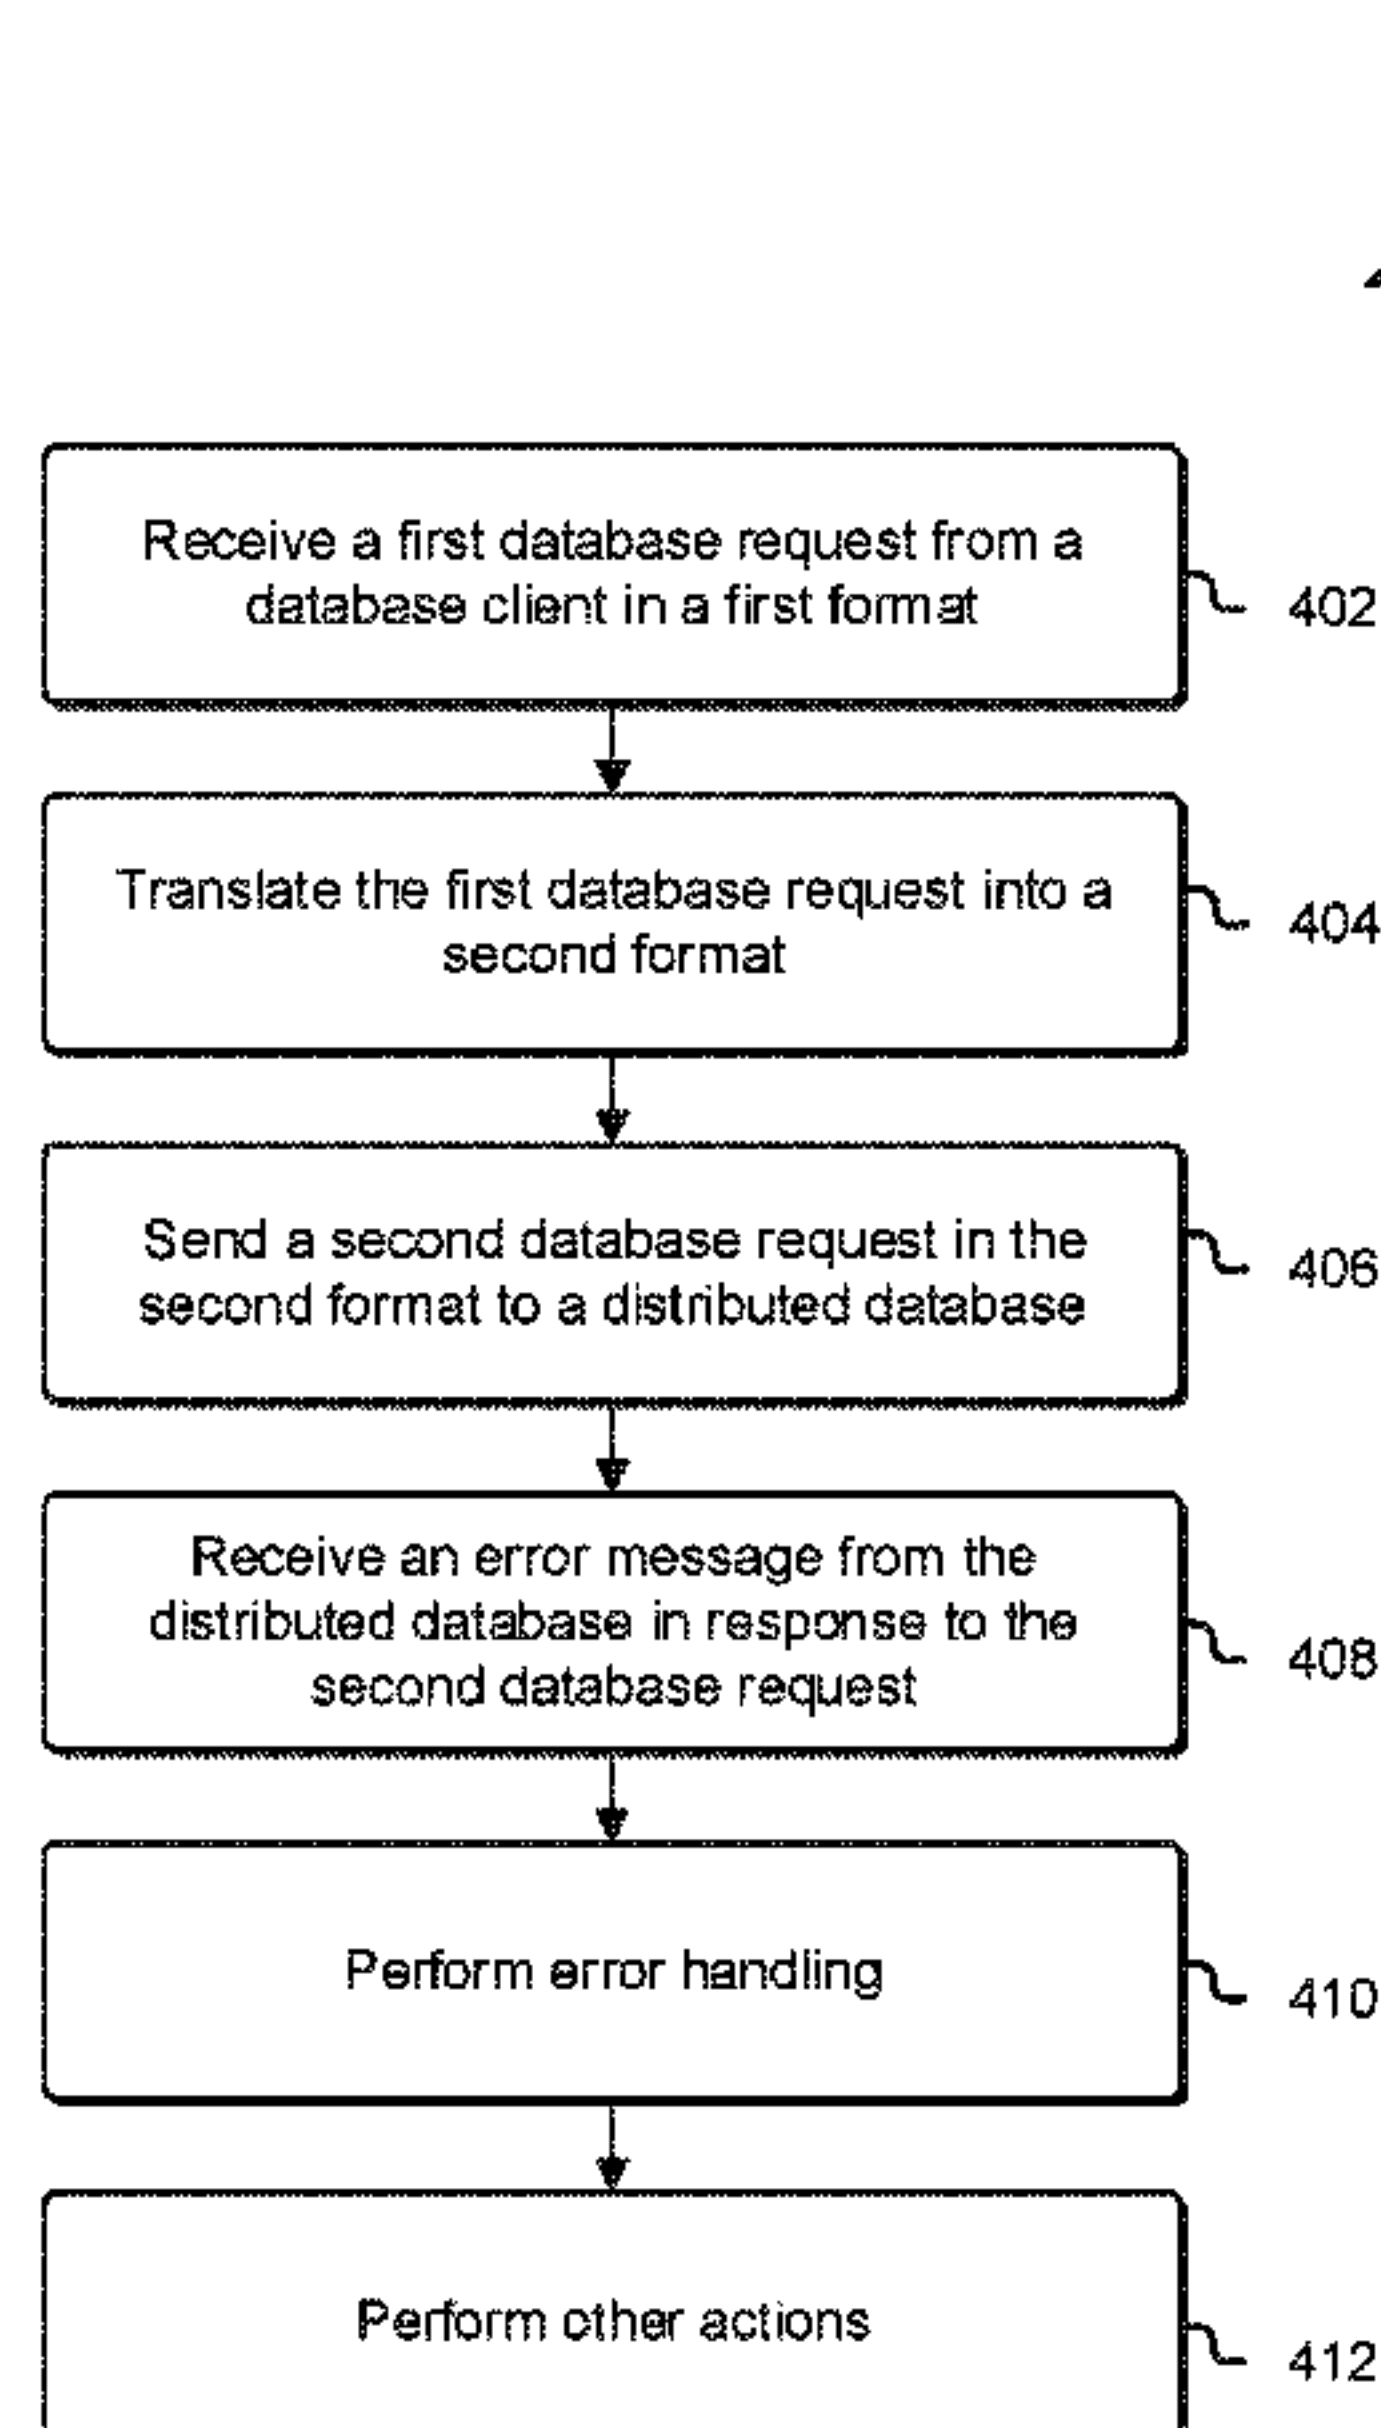 Receive a first database request from a
database client in a first format
402
Translate the first database request into a
second format
404
Send a second database request in the
second format to a distributed database
406
Receive an error message from the
distributed database in response to the
second database request
408
Perform error handling
410
Perform other actions
412